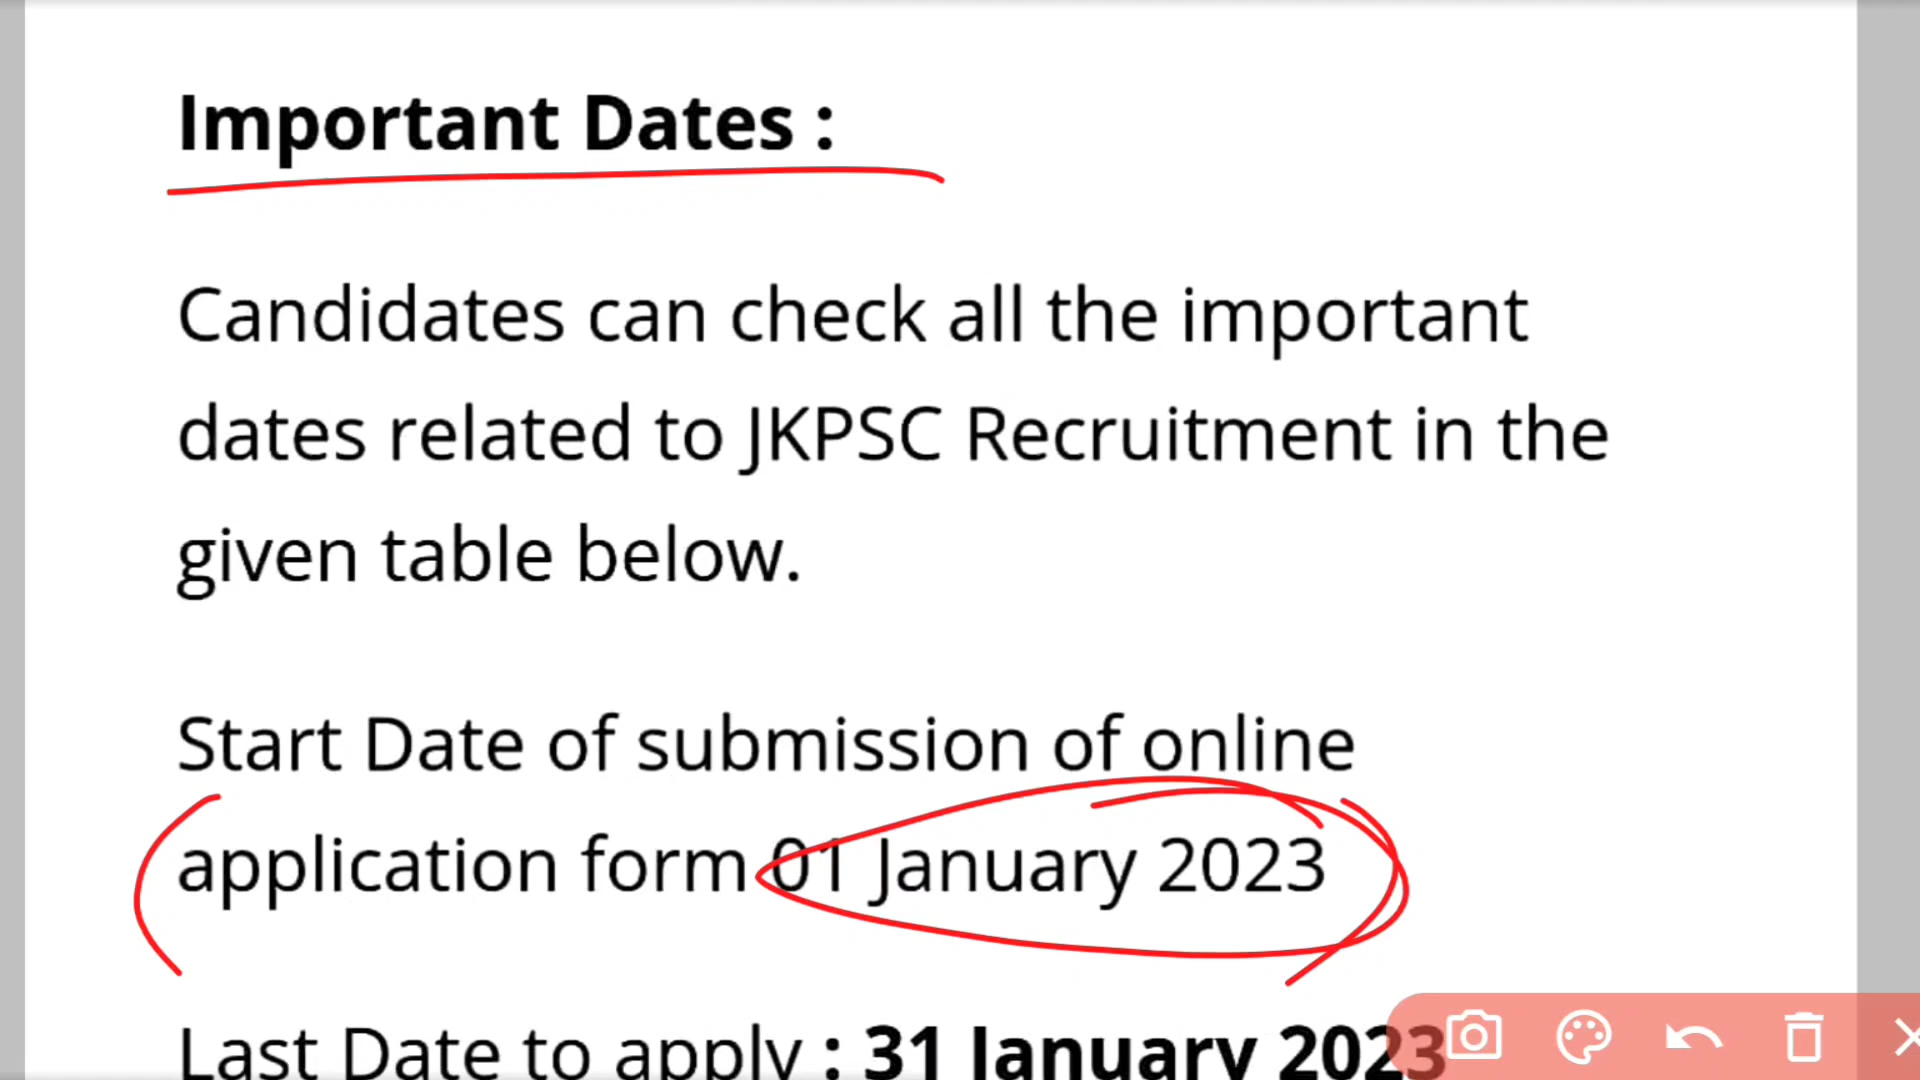 Important Dates :
Candidates can check all the important
dates related to JKPSC Recruitment in the
given table below.
Start Date of submission of online
application form 01 January 2023
Last Date to apply : 31 January 2023